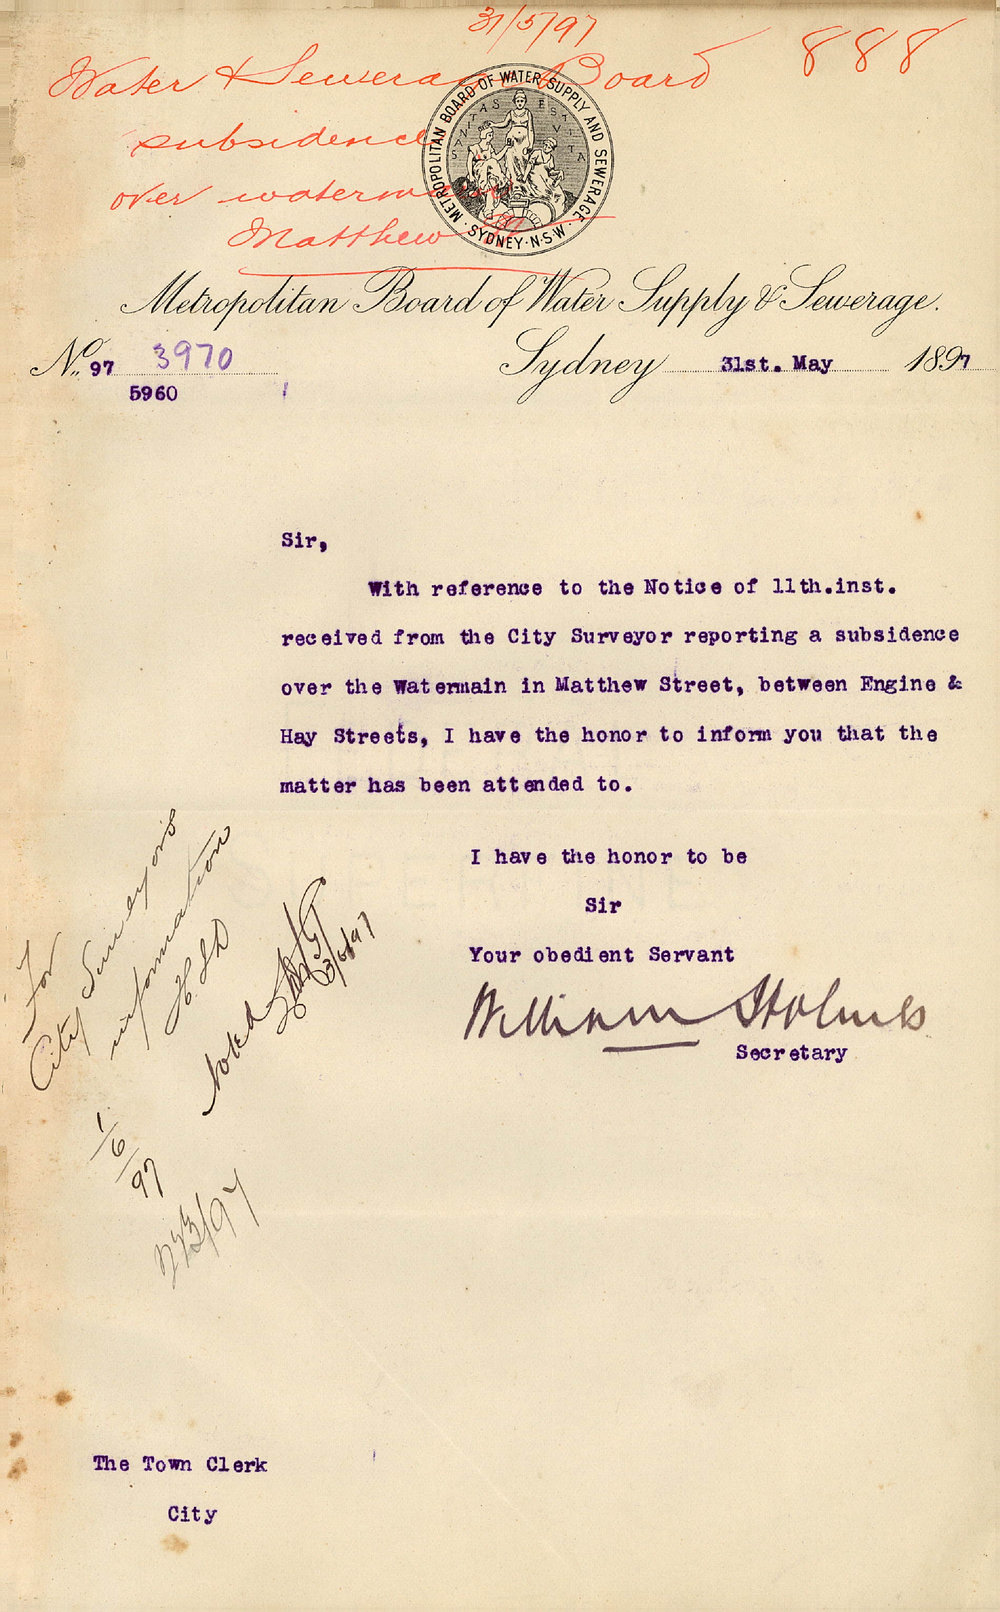 31/5/97
Water & Sewerage Board 888
subsidence
over watermain
Matthew St
METROPOLITAN BOARD OF WATER SUPPLY AND SEWERAGE
SANITAS EST VITA
· SYDNEY · N·S·W ·
Metropolitan Board of Water Supply & Sewerage.
No. 97 3970 Sydney 31st. May 1897
5960
Sir,
With reference to the Notice of 11th.inst.
received from the City Surveyor reporting a subsidence
over the Watermain in Matthew Street, between Engine &
Hay Streets, I have the honor to inform you that the
matter has been attended to.
I have the honor to be
Sir
Your obedient Servant
William Holmes
Secretary
For
City Surveyors
information
1/6/97
Noted
The Town Clerk
City